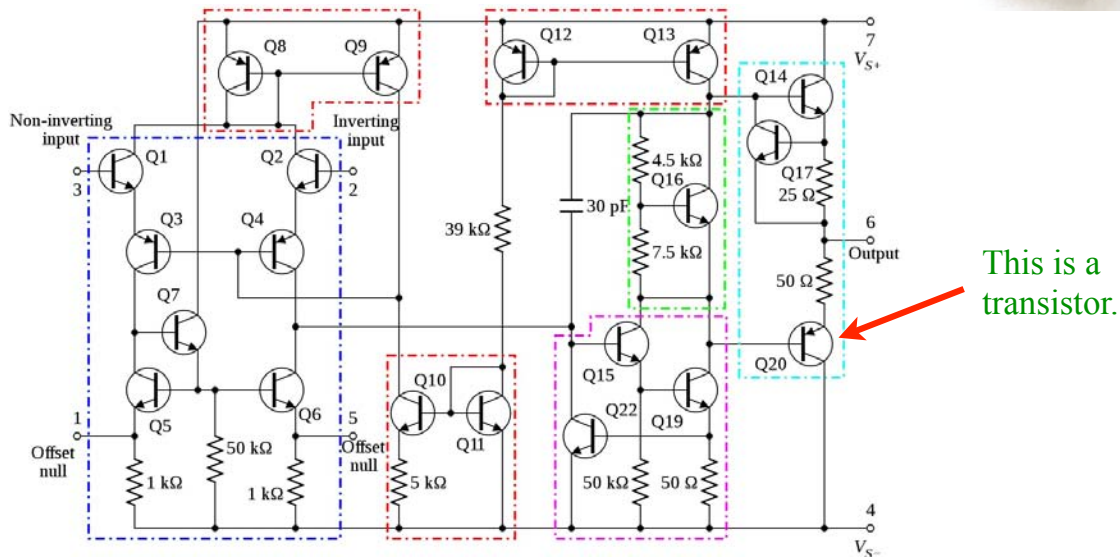 Q8
Q9
Q12
Q13
7
V_{S+}
Q14
Non-inverting
input
Inverting
input
Q1
Q2
3
2
4.5 kΩ
Q16
Q17
25 Ω
Q3
Q4
30 pF
39 kΩ
7.5 kΩ
6
Output
50 Ω
This is a
transistor.
Q7
Q15
Q20
Q10
Q5
Q6
Q11
Q22
Q19
1
5
Offset
null
50 kΩ
Offset
null
1 kΩ
1 kΩ
5 kΩ
50 kΩ
50 Ω
4
V_{S−}